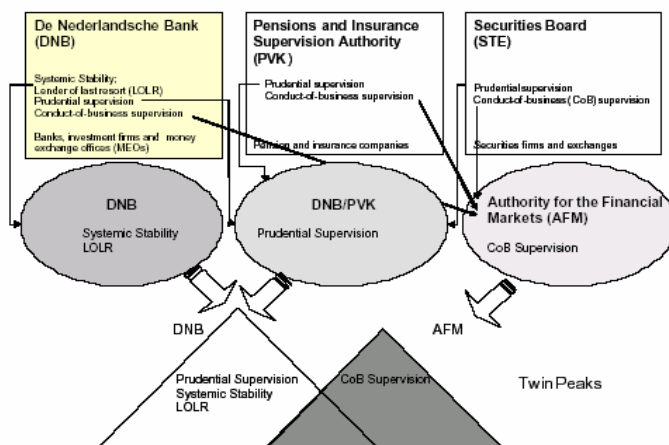 De Nederlandsche Bank
(DNB)
Systemic Stability;
Lender of last resort (LOLR)
Prudential supervision
Conduct-of-business supervision
Banks, investment firms and money
exchange offices (MEOs)
Pensions and Insurance
Supervision Authority
(PVK)
Prudential supervision
Conduct-of-business supervision
Pension and insurance companies
Securities Board
(STE)
Prudential supervision
Conduct-of-business (CoB) supervision
Securities firms and exchanges
DNB
Systemic Stability
LOLR
DNB/PVK
Prudential Supervision
Authority for the Financial
Markets (AFM)
CoB Supervision
DNB
AFM
Prudential Supervision
Systemic Stability
LOLR
CoB Supervision
Twin Peaks